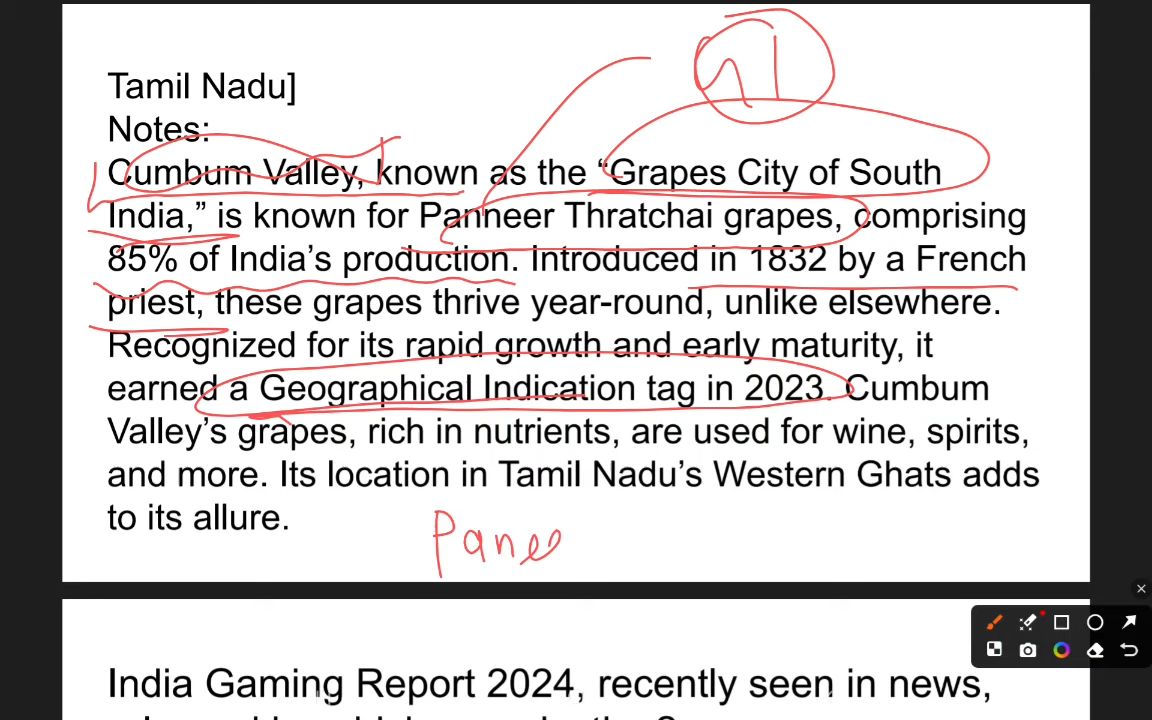 Tamil Nadu]
Notes:
Cumbum Valley, known as the “Grapes City of South
India,” is known for Panneer Thratchai grapes, comprising
85% of India’s production. Introduced in 1832 by a French
priest, these grapes thrive year-round, unlike elsewhere.
Recognized for its rapid growth and early maturity, it
earned a Geographical Indication tag in 2023. Cumbum
Valley’s grapes, rich in nutrients, are used for wine, spirits,
and more. Its location in Tamil Nadu’s Western Ghats adds
to its allure.
Panee
India Gaming Report 2024, recently seen in news,